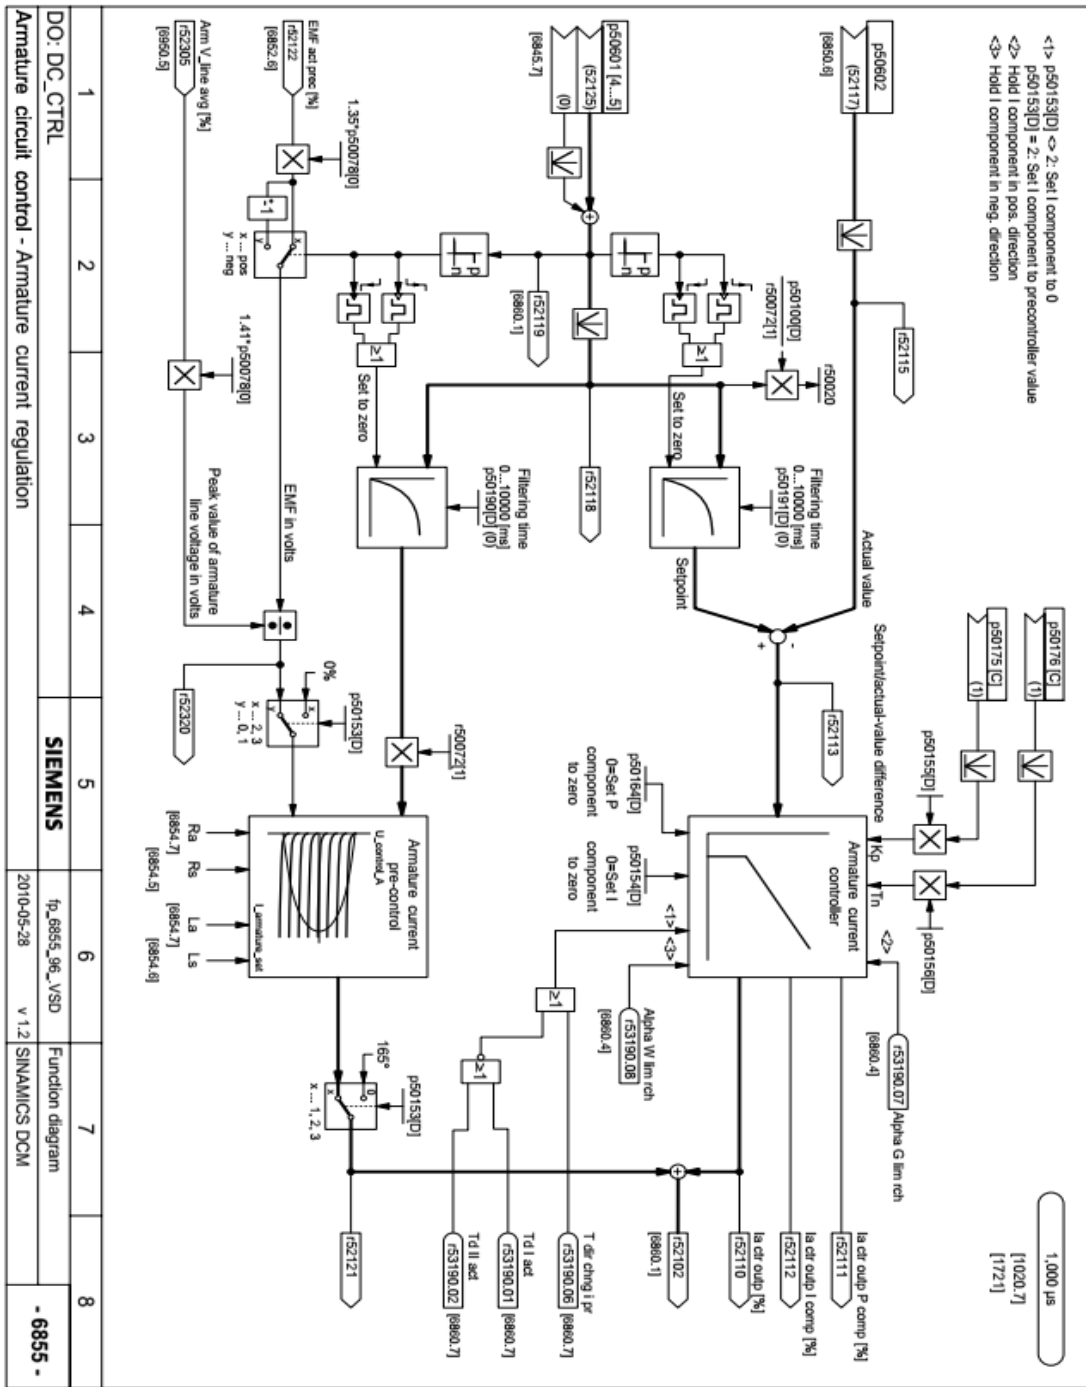 <1> p50153[D] <> 2: Set I component to 0
p50153[D] = 2: Set I component to precontroller value
<2> Hold I component in pos. direction
<3> Hold I component in neg. direction
1,000 µs
[1020.7]
[1721]
p50602
(52117)
[6850.6]
r52115
Actual value
p50176 [C]
(1)
p50175 [C]
(1)
p50155[D]
p50156[D]
Kp
Tn
<2>
r53190.07
Alpha G lim rch
[6860.4]
Setpoint/actual-value difference
r52113
Armature current
controller
p50164[D]
0=Set P
component
to zero
p50154[D]
0=Set I
component
to zero
<1>
<3>
r53190.08
Alpha W lim rch
[6860.4]
Ia ctr outp P comp [%]
r52111
Ia ctr outp I comp [%]
r52112
Ia ctr outp [%]
r52110
r52102
[6860.1]
p50601 [4...5]
(52125)
(0)
[6845.7]
+
p
n
p
n
r52119
[6860.1]
≥1
≥1
p50100[D]
r50072[1]
r50020
Set to zero
Set to zero
Filtering time
0...10000 [ms]
p50191[D] (0)
Setpoint
+
-
r52118
Filtering time
0...10000 [ms]
p50190[D] (0)
r50072[1]
≥1
≥1
T dir chng i pr
r53190.06
[6860.7]
Td I act
r53190.01
[6860.7]
Td II act
r53190.02
[6860.7]
+
EMF act prec [%]
r52122
[6852.6]
1.35*p50078[0]
*-1
x
y
x ... pos
y ... neg
EMF in volts
Arm V_line avg [%]
r52305
[6950.5]
1.41*p50078[0]
Peak value of armature
line voltage in volts
r52320
0%
p50153[D]
x
y
x ... 2, 3
y ... 0, 1
Armature current
pre-control
U_control_A
I_armature_set
Ra
[6854.7]
Rs
[6854.5]
La
[6854.7]
Ls
[6854.6]
165°
p50153[D]
0
x
x ... 1, 2, 3
r52121
1
2
3
4
5
6
7
8
DO: DC_CTRL
Armature circuit control - Armature current regulation
SIEMENS
fp_6855_96_.VSD
2010-05-28
v 1.2
Function diagram
SINAMICS DCM
- 6855 -